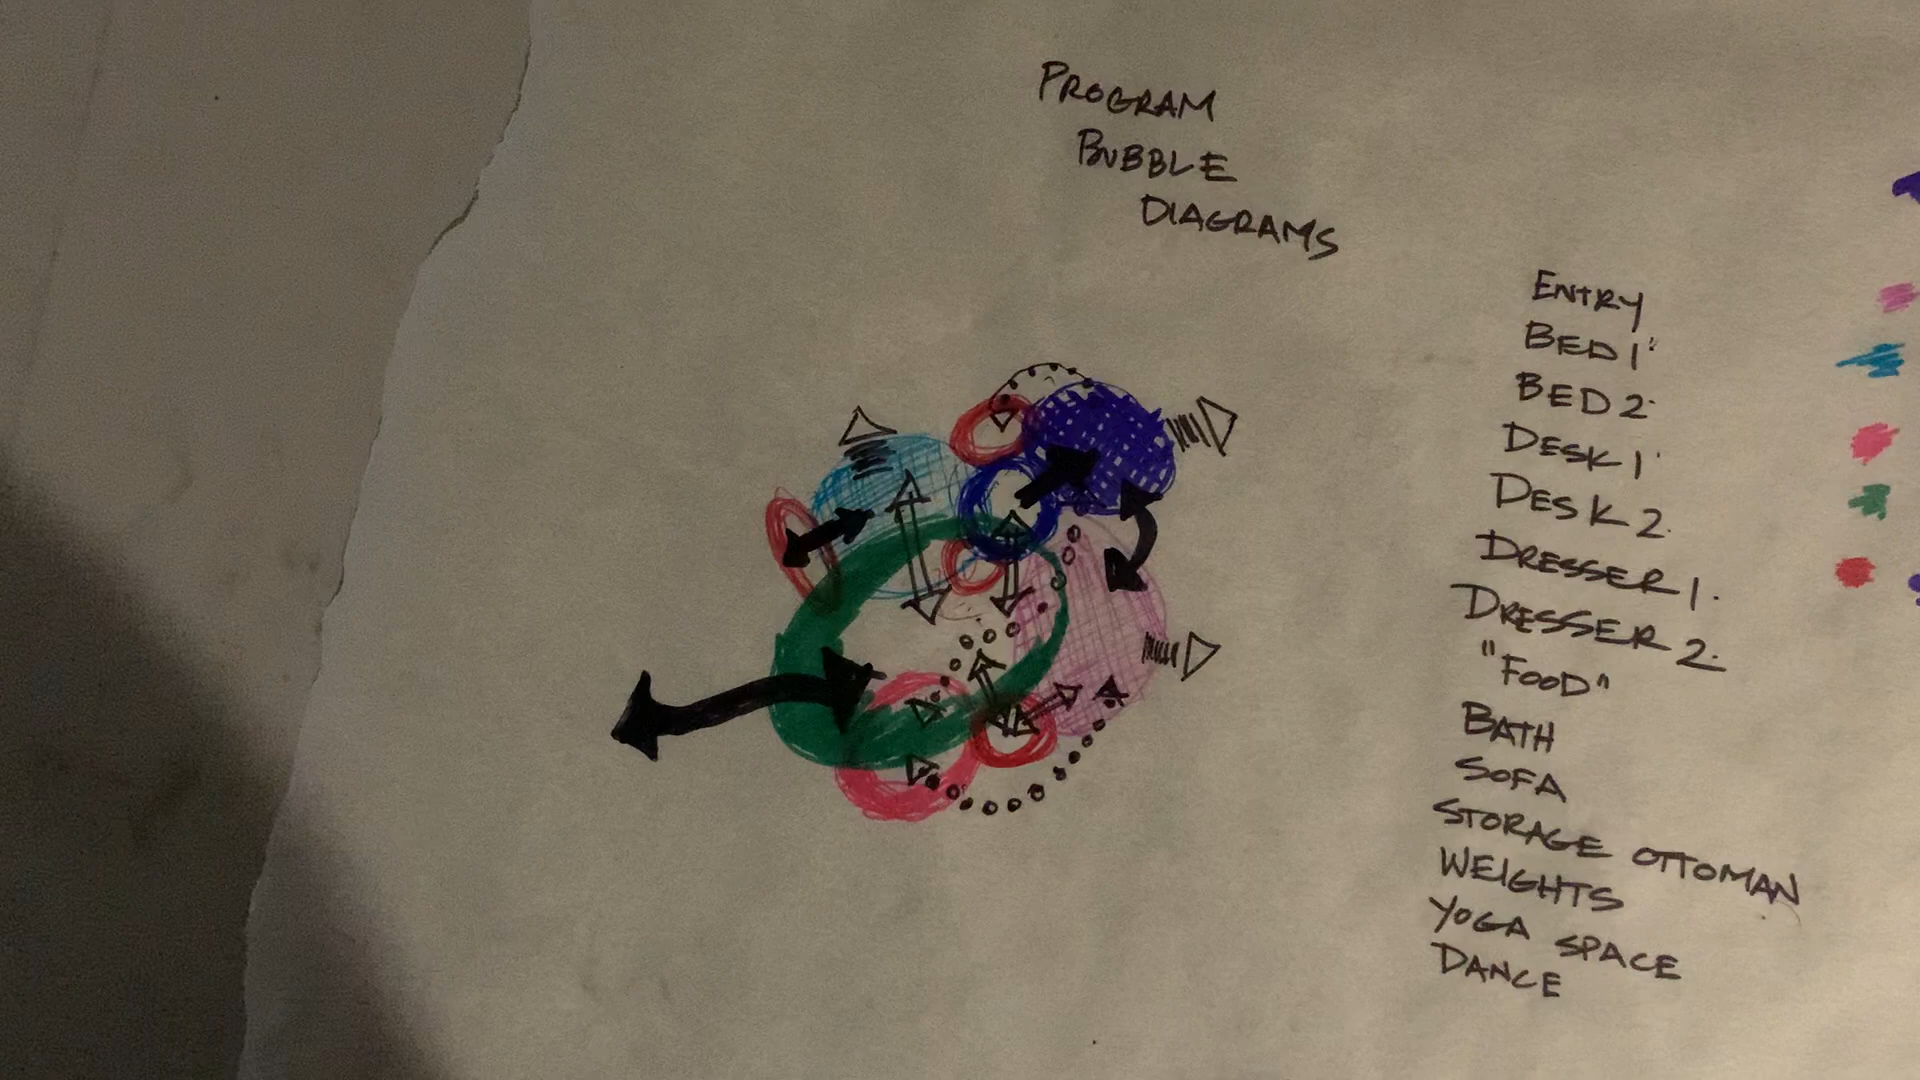 PROGRAM
BUBBLE
DIAGRAMS
ENTRY
BED 1
BED 2
DESK 1
DESK 2.
DRESSER 1.
DRESSER 2.
"FOOD"
BATH
SOFA
STORAGE OTTOMAN
WEIGHTS
YOGA SPACE
DANCE